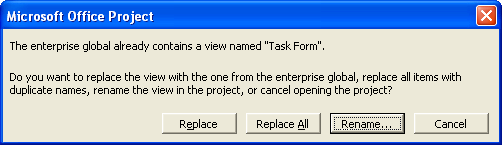 Microsoft Office Project
The enterprise global already contains a view named "Task Form".
Do you want to replace the view with the one from the enterprise global, replace all items with
duplicate names, rename the view in the project, or cancel opening the project?
Replace Replace All Rename... Cancel